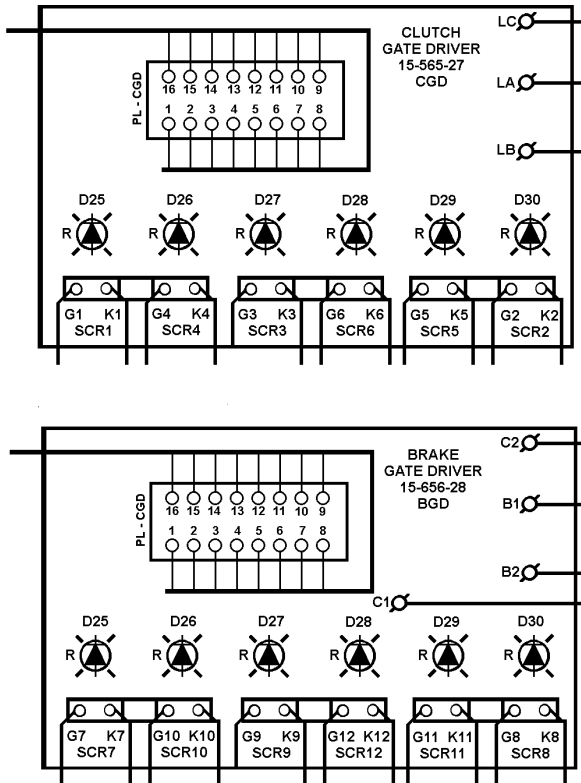 LC
CLUTCH
GATE DRIVER
15-565-27
CGD
LA
LB
PL - CGD
16 15 14 13 12 11 10 9
1 2 3 4 5 6 7 8
D25 D26 D27 D28 D29 D30
R R R R R R
G1 K1 G4 K4 G3 K3 G6 K6 G5 K5 G2 K2
SCR1 SCR4 SCR3 SCR6 SCR5 SCR2
C2
BRAKE
GATE DRIVER
15-656-28
BGD
B1
B2
PL - CGD
16 15 14 13 12 11 10 9
1 2 3 4 5 6 7 8
C1
D25 D26 D27 D28 D29 D30
R R R R R R
G7 K7 G10 K10 G9 K9 G12 K12 G11 K11 G8 K8
SCR7 SCR10 SCR9 SCR12 SCR11 SCR8